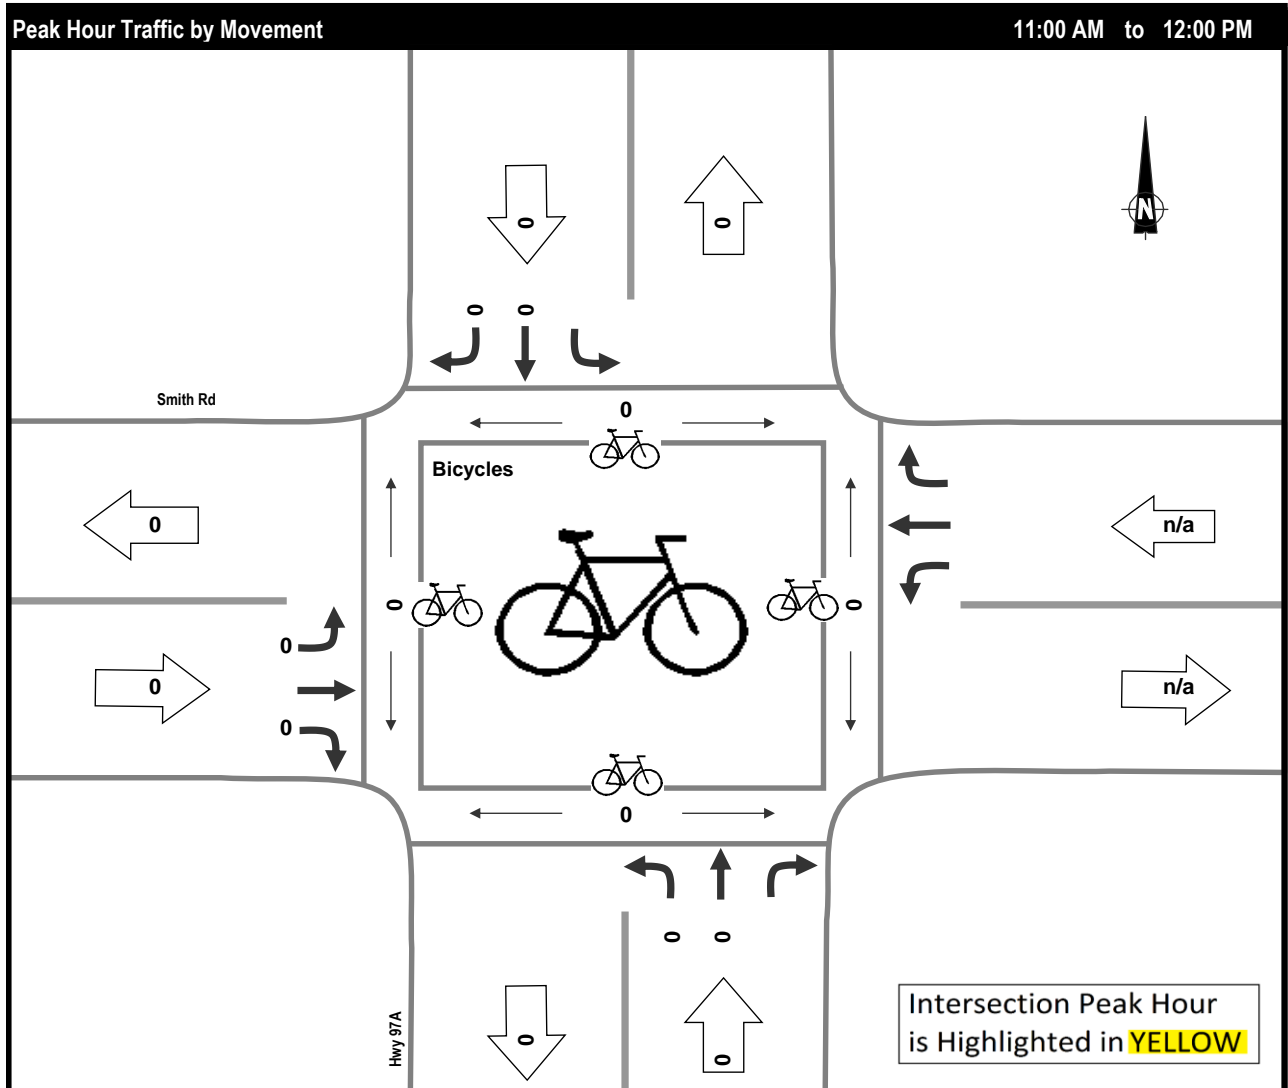 Peak Hour Traffic by Movement 11:00 AM to 12:00 PM
N
0 0
0 0
Smith Rd
0
Bicycles
0 n/a
0 0
0
0 n/a
0
0
0 0
Hwy 97A
0 0
Intersection Peak Hour
is Highlighted in YELLOW